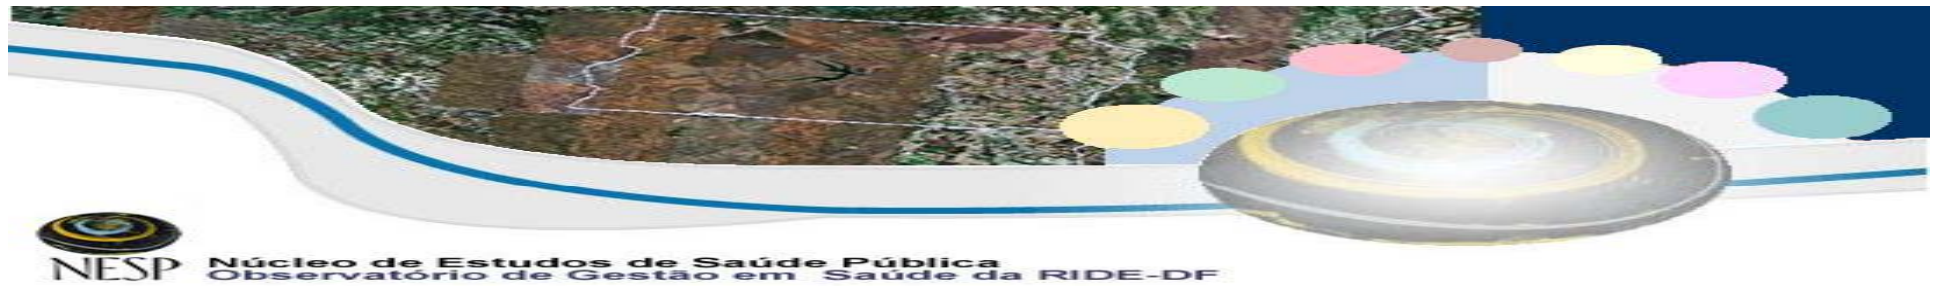 NESP
Núcleo de Estudos de Saúde Pública
Observatório de Gestão em Saúde da RIDE-DF